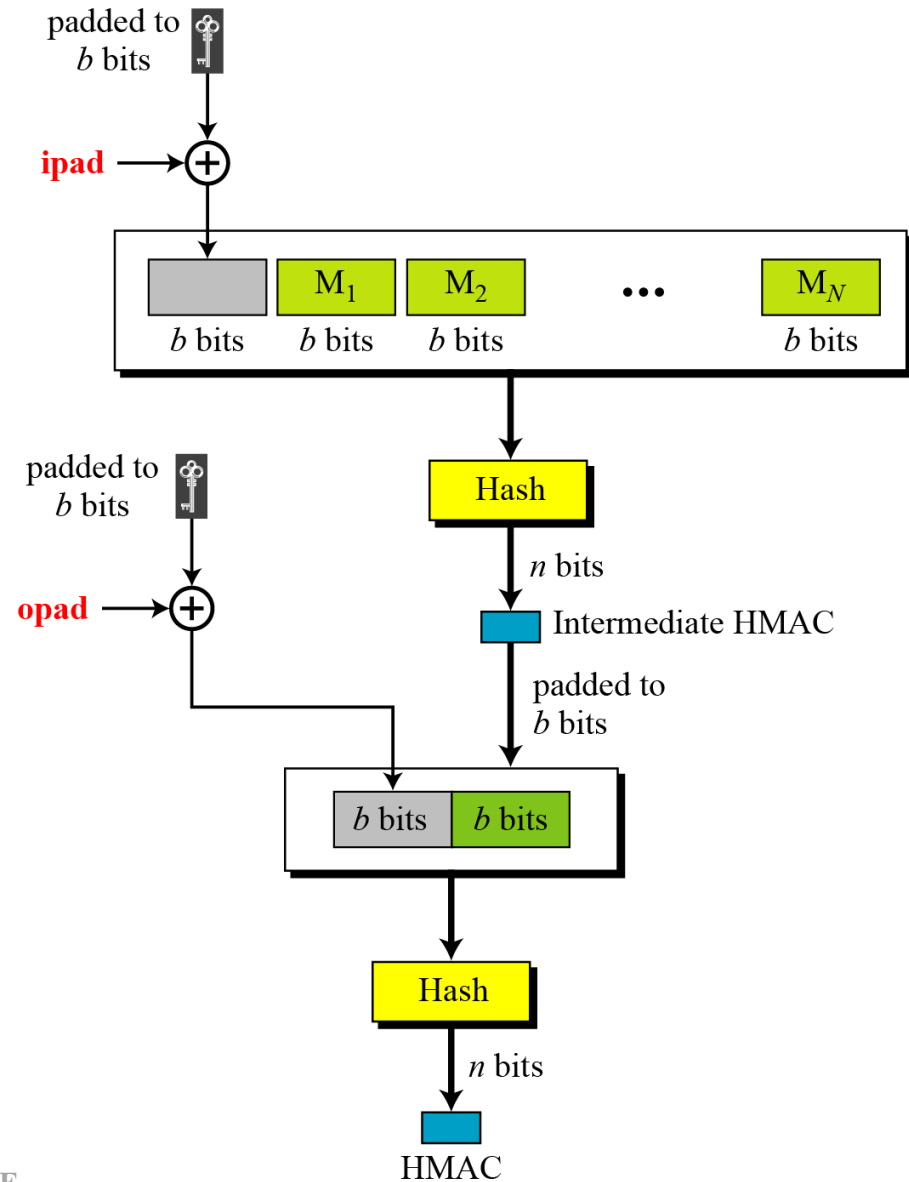 padded to
b bits
ipad
+
M1 M2 ... MN
b bits b bits b bits b bits
Hash
padded to
b bits
n bits
opad
+
Intermediate HMAC
padded to
b bits
b bits b bits
Hash
n bits
HMAC